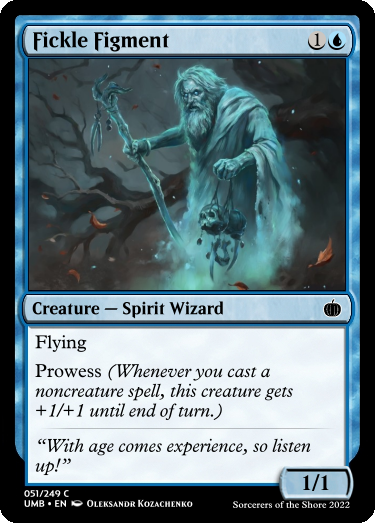 Fickle Figment 1
Creature — Spirit Wizard
Flying
Prowess (Whenever you cast a
noncreature spell, this creature gets
+1/+1 until end of turn.)
“With age comes experience, so listen
up!”
1/1
051/249 C
UMB • EN Oleksandr Kozachenko
Sorcerers of the Shore 2022